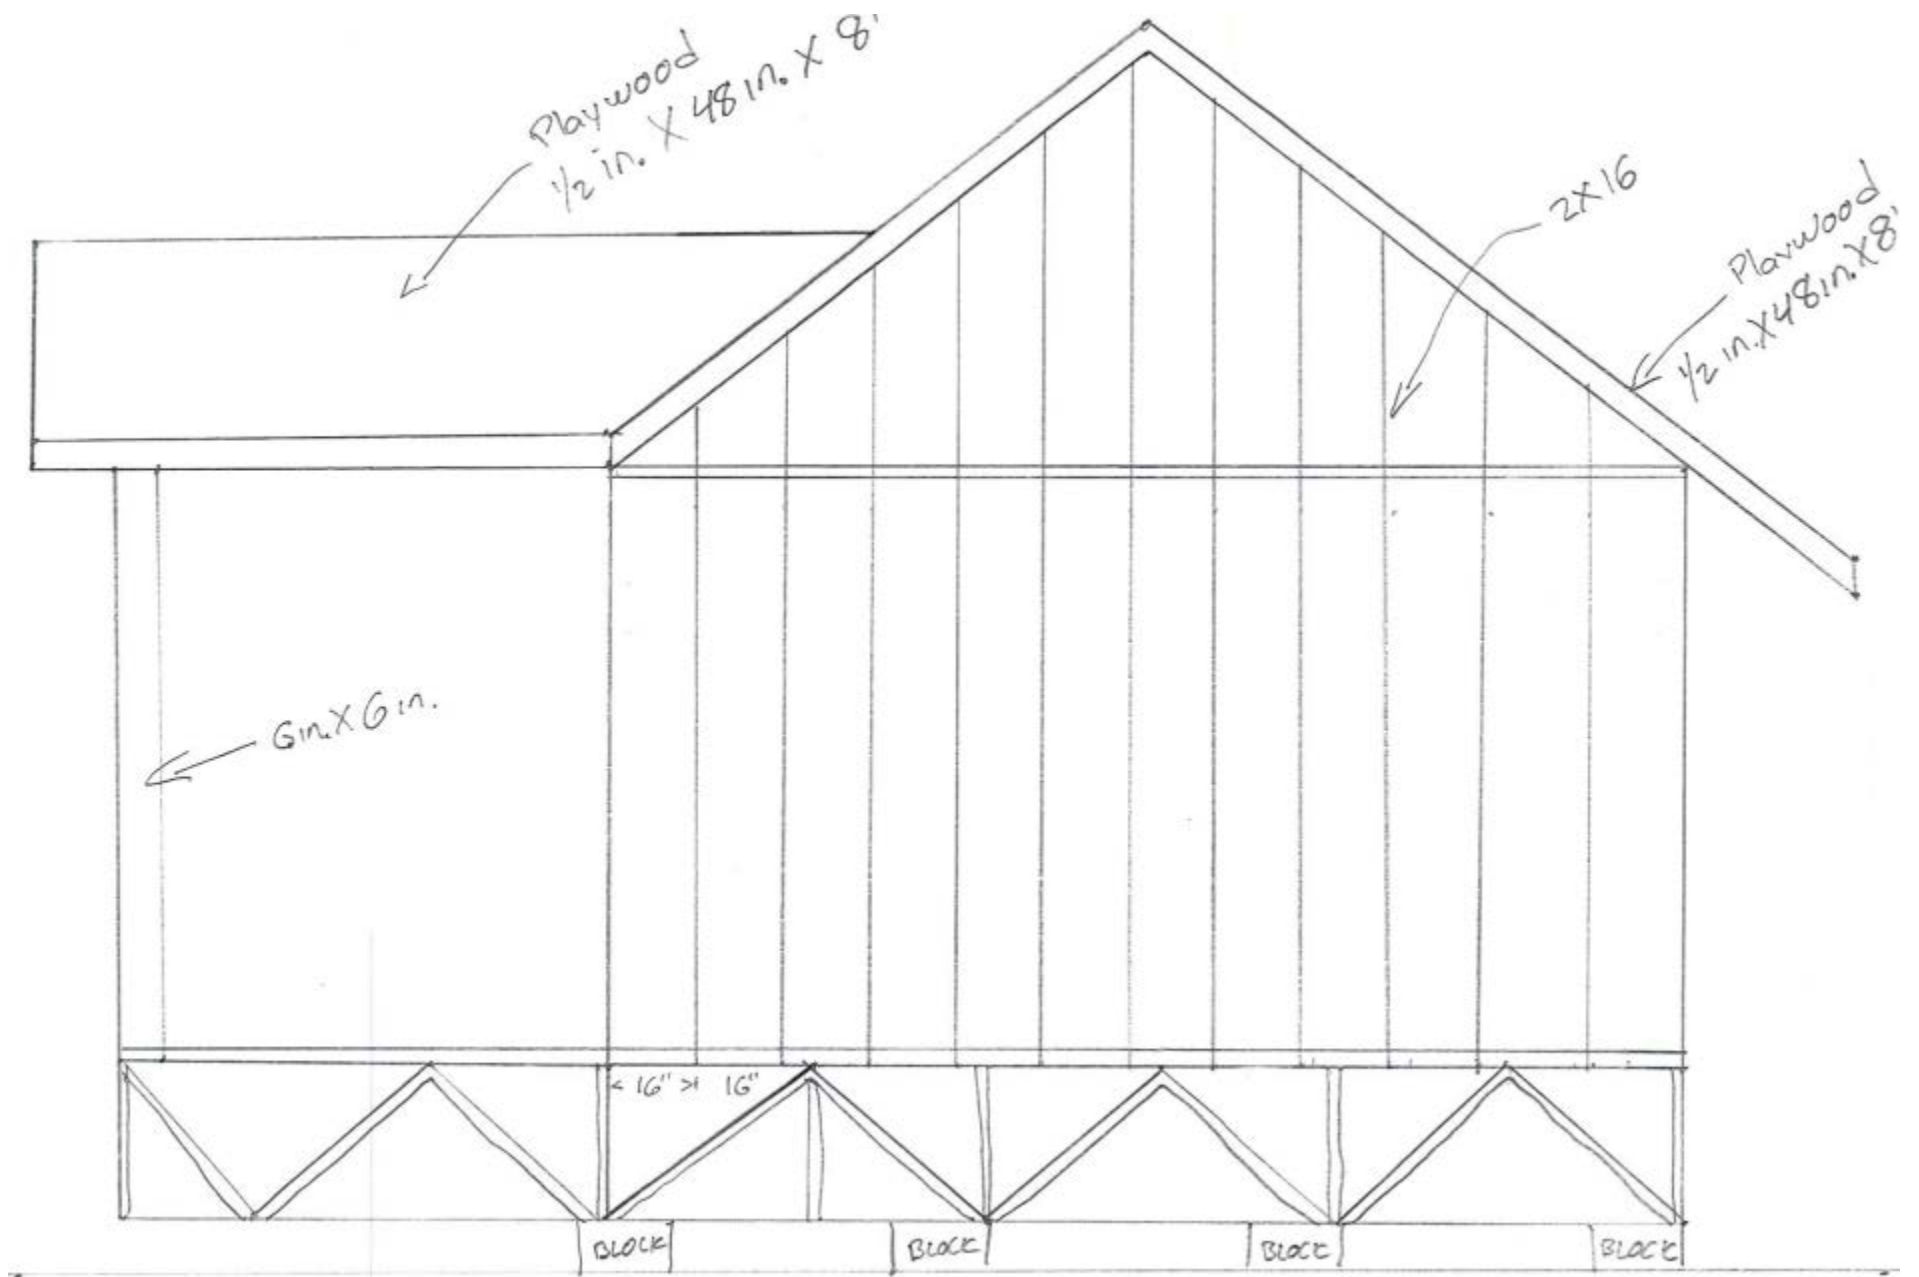 Playwood
1/2 in. X 48 in. X 8'
2X16
Playwood
1/2 in. X 48 in. X 8'
6in. X 6in.
< 16" > 16"
BLOCK
BLOCK
BLOCK
BLOCK